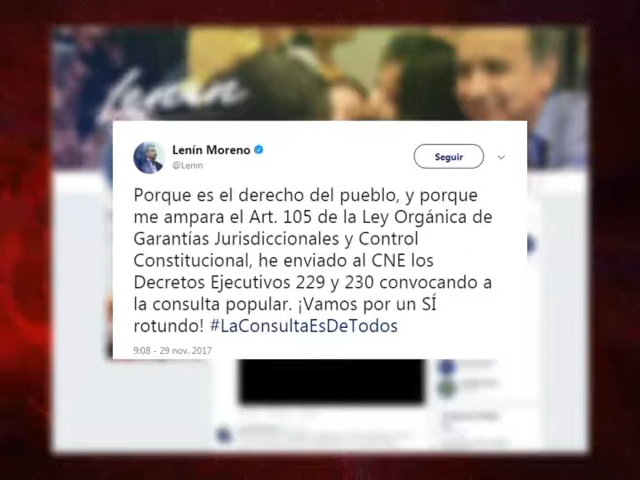 Lenín
Lenín Moreno
@Lenin
Seguir
Porque es el derecho del pueblo, y porque
me ampara el Art. 105 de la Ley Orgánica de
Garantías Jurisdiccionales y Control
Constitucional, he enviado al CNE los
Decretos Ejecutivos 229 y 230 convocando a
la consulta popular. ¡Vamos por un SÍ
rotundo! #LaConsultaEsDeTodos
9:08 - 29 nov. 2017